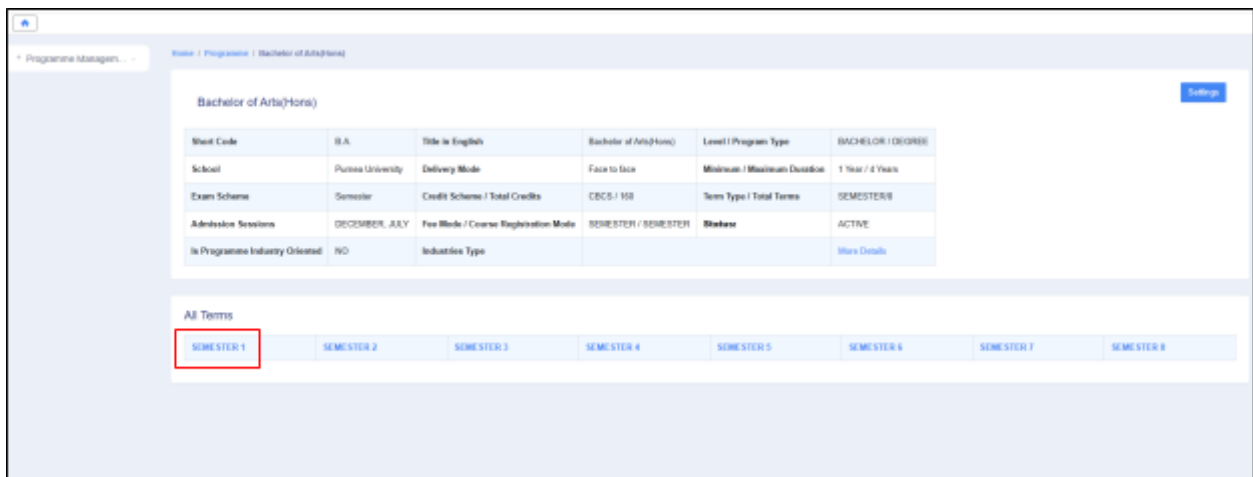 Programme Managem...
Home / Programme / Bachelor of Arts(Hons)
Settings
Bachelor of Arts(Hons)
Short Code B.A. Title in English Bachelor of Arts(Hons) Level / Program Type BACHELOR / DEGREE
School Purnea University Delivery Mode Face to face Minimum / Maximum Duration 1 Year / 4 Years
Exam Scheme Semester Credit Scheme / Total Credits CBCS / 160 Term Type / Total Terms SEMESTER/8
Admission Sessions DECEMBER, JULY Fee Mode / Course Registration Mode SEMESTER / SEMESTER ACTIVE
Is Programme Industry Oriented NO Industries Type More Details
All Terms
SEMESTER 1 SEMESTER 2 SEMESTER 3 SEMESTER 4 SEMESTER 5 SEMESTER 6 SEMESTER 7 SEMESTER 8